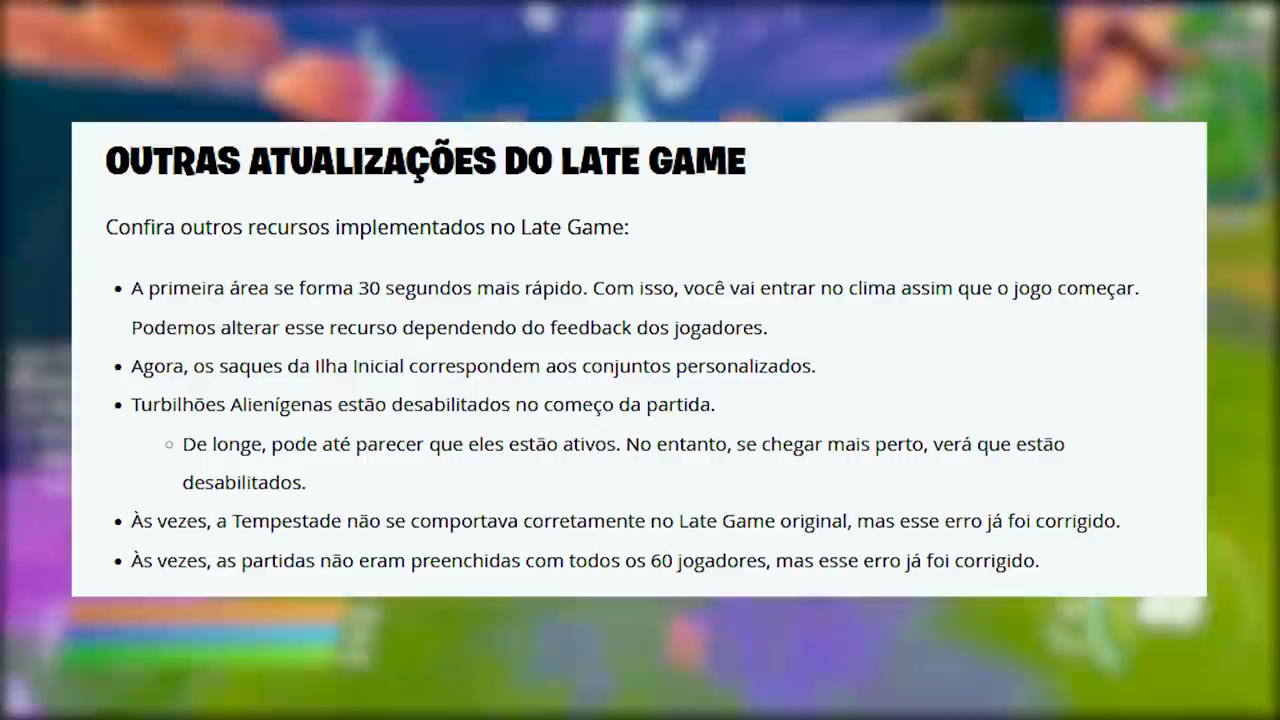 OUTRAS ATUALIZAÇÕES DO LATE GAME
Confira outros recursos implementados no Late Game:
• A primeira área se forma 30 segundos mais rápido. Com isso, você vai entrar no clima assim que o jogo começar.
Podemos alterar esse recurso dependendo do feedback dos jogadores.
• Agora, os saques da Ilha Inicial correspondem aos conjuntos personalizados.
• Turbilhões Alienígenas estão desabilitados no começo da partida.
○ De longe, pode até parecer que eles estão ativos. No entanto, se chegar mais perto, verá que estão
desabilitados.
• Às vezes, a Tempestade não se comportava corretamente no Late Game original, mas esse erro já foi corrigido.
• Às vezes, as partidas não eram preenchidas com todos os 60 jogadores, mas esse erro já foi corrigido.